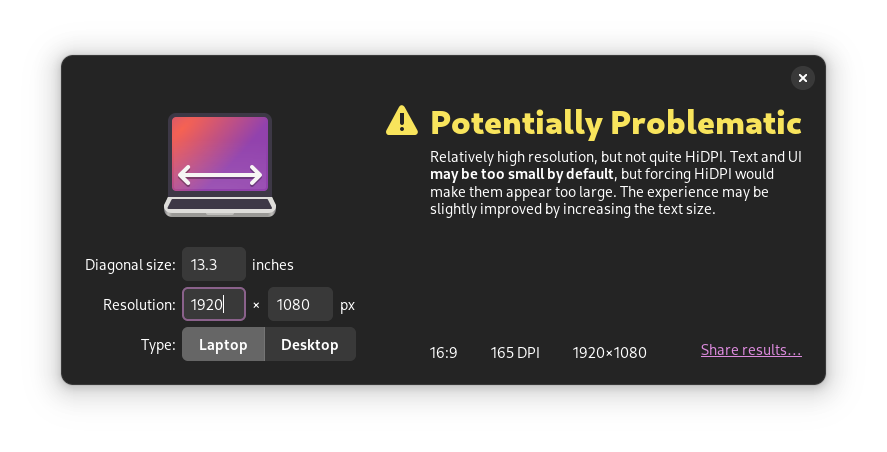 Potentially Problematic
Relatively high resolution, but not quite HiDPI. Text and UI
may be too small by default, but forcing HiDPI would
make them appear too large. The experience may be
slightly improved by increasing the text size.
Diagonal size: 13.3 inches
Resolution: 1920 × 1080 px
Type: Laptop Desktop
16:9 165 DPI 1920×1080 Share results…